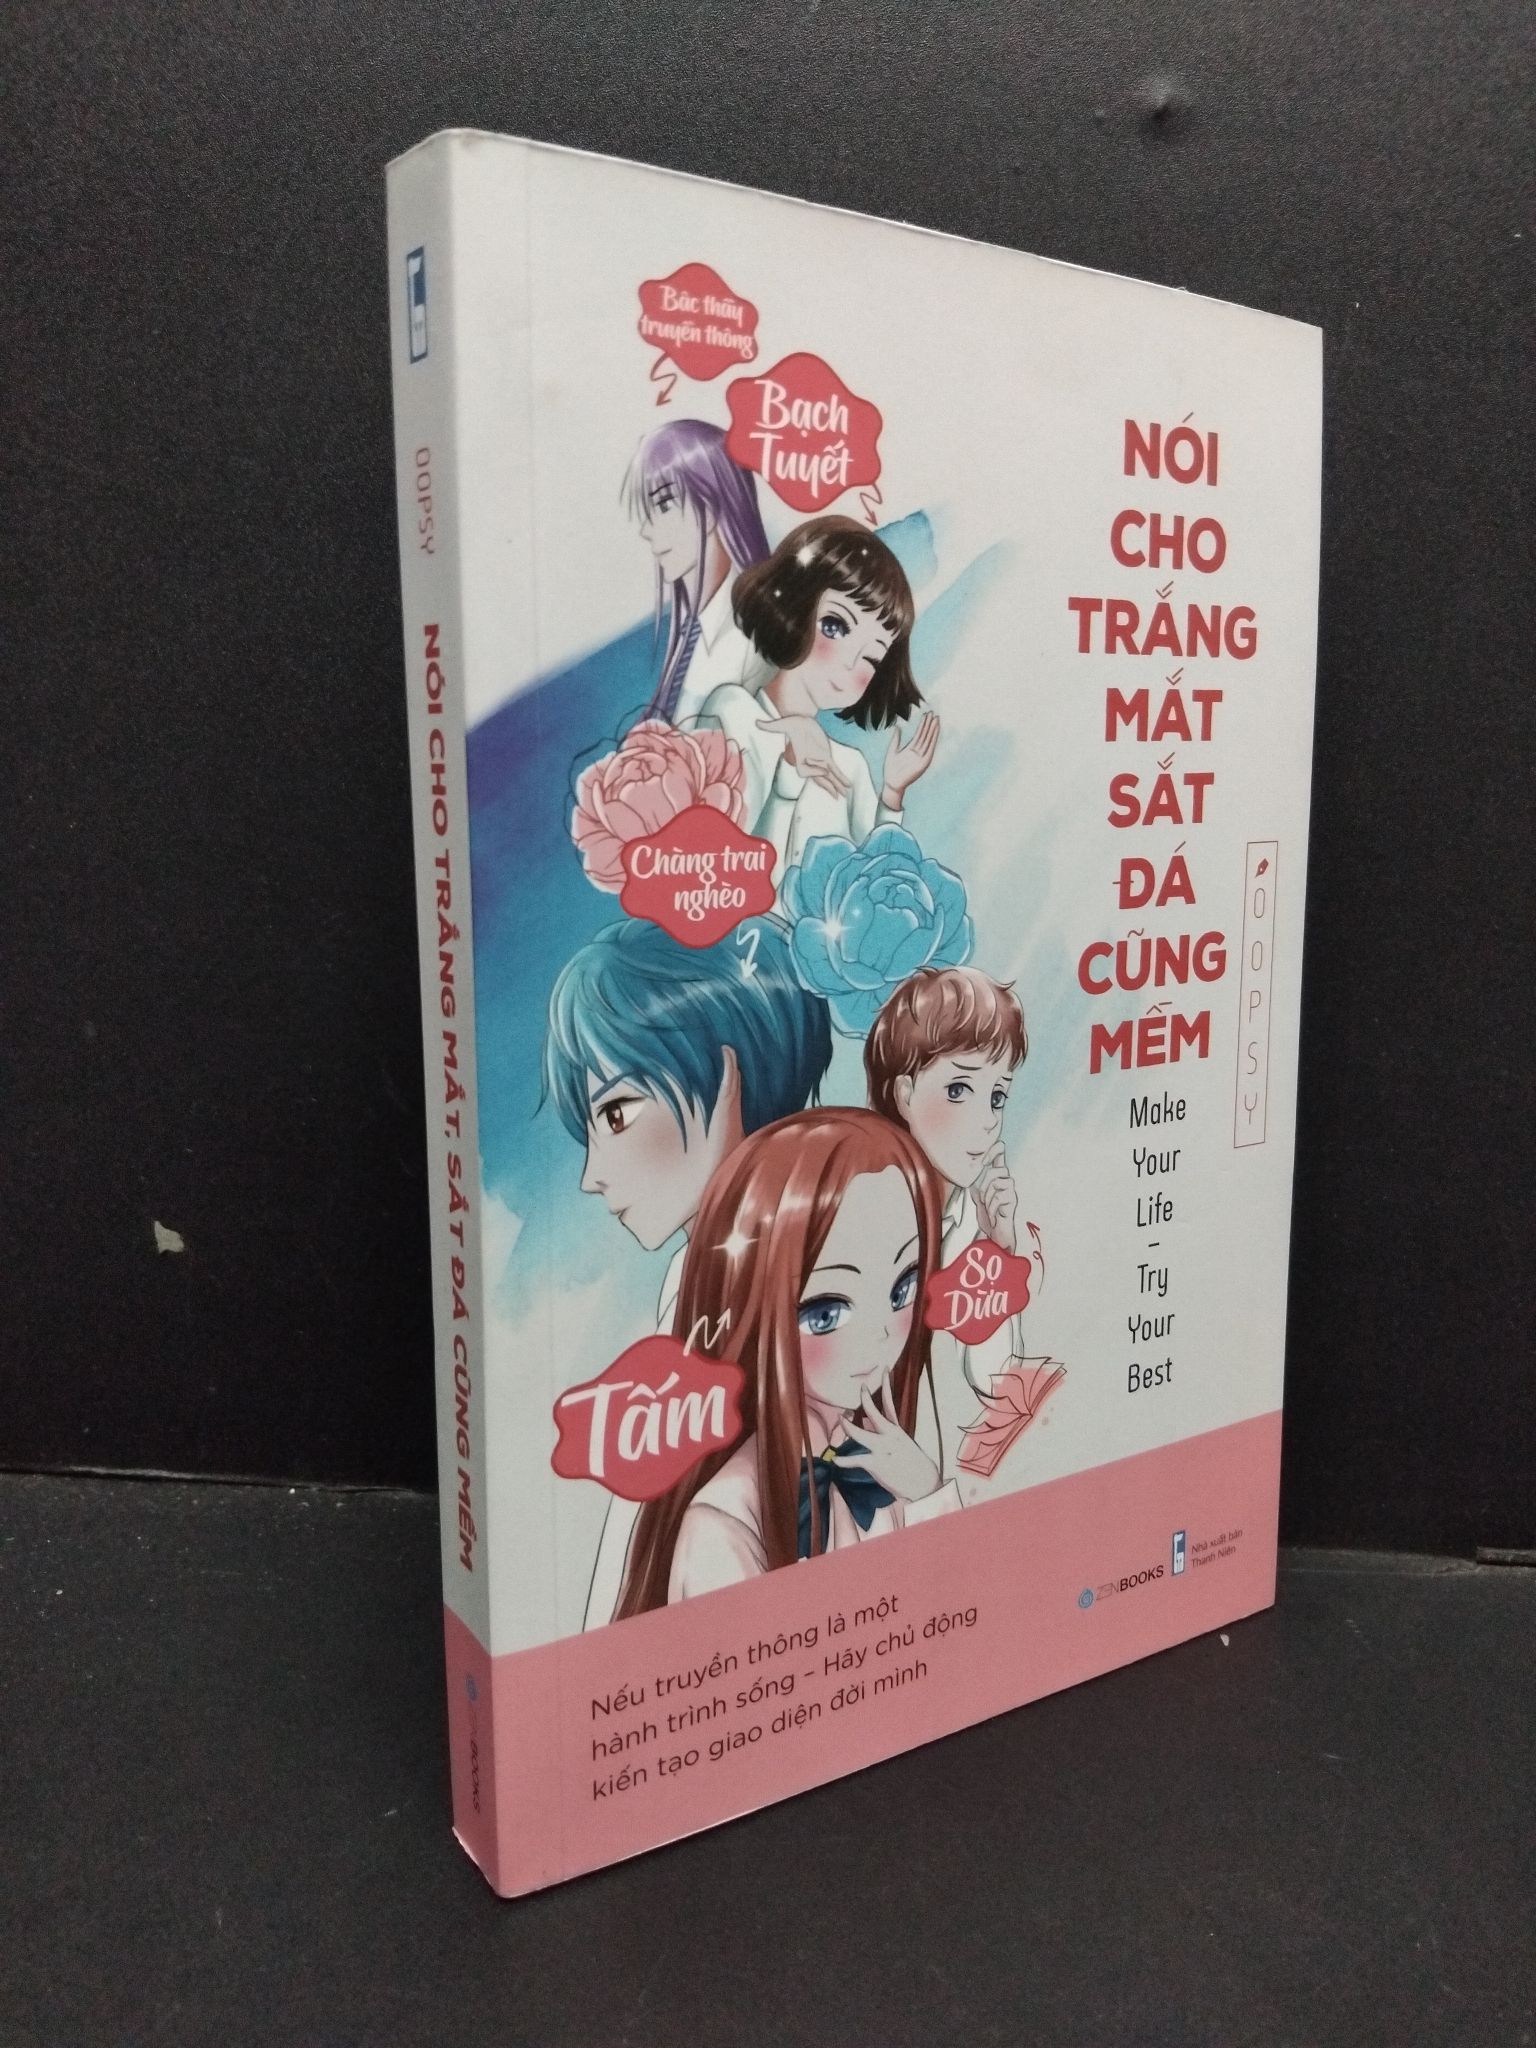 OOPSY
NÓI CHO TRẮNG MẮT, SẮT ĐÁ CŨNG MỀM
ZENBOOKS
Bâc thầy
truyền thông
Bạch
Tuyết
Chàng trai
nghèo
Sọ
Dừa
Tấm
NÓI
CHO
TRẮNG
MẮT
SẮT
ĐÁ
CŨNG
MỀM
OOPSY
Make
Your
Life
–
Try
Your
Best
Nếu truyền thông là một
hành trình sống – Hãy chủ động
kiến tạo giao diện đời mình
ZENBOOKS
Nhà xuất bản
Thanh Niên